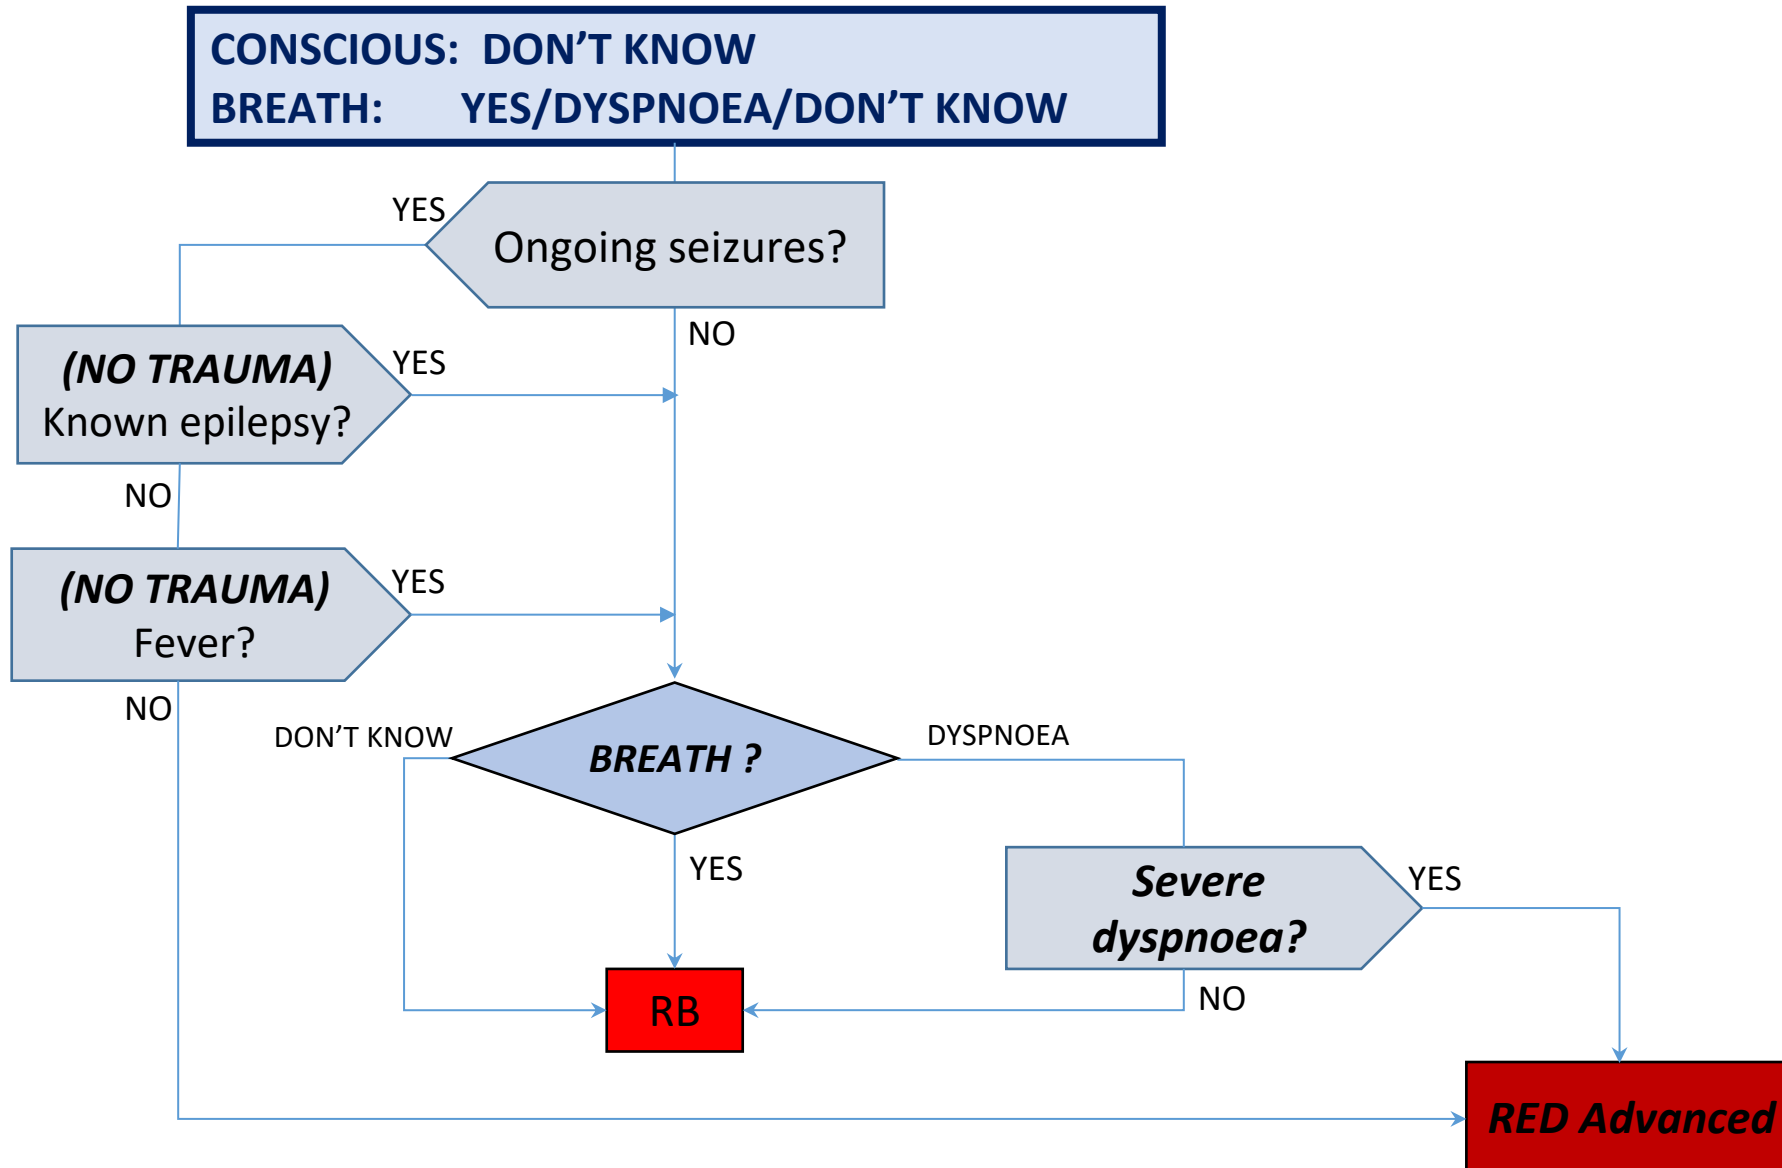 CONSCIOUS: DON’T KNOW
BREATH: YES/DYSPNOEA/DON’T KNOW
YES
Ongoing seizures?
NO
(NO TRAUMA)
Known epilepsy?
YES
NO
(NO TRAUMA)
Fever?
YES
NO
DON’T KNOW
BREATH ?
DYSPNOEA
YES
Severe
dyspnoea?
YES
NO
RB
RED Advanced